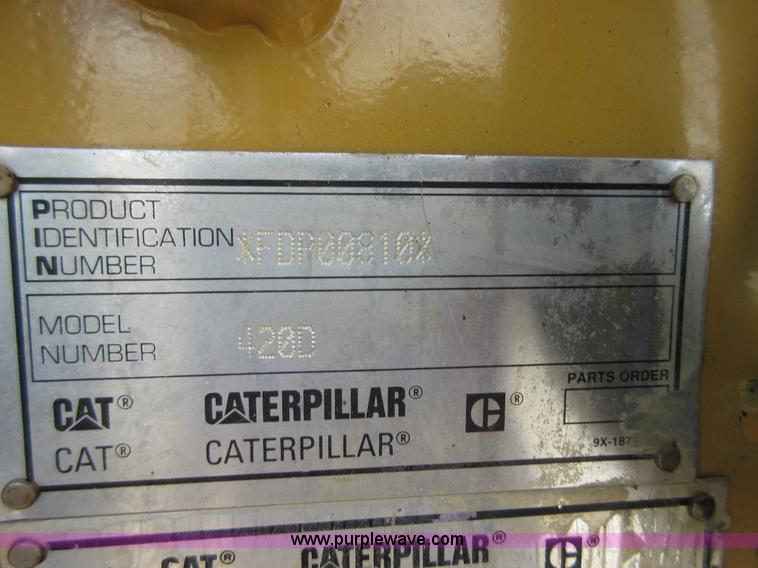 PRODUCT
IDENTIFICATION
NUMBER
*FDP00810*
MODEL
NUMBER
420D
PARTS ORDER
CAT® CATERPILLAR® C®
CAT® CATERPILLAR®
9X-187
www.purplewave.com
CAT® CATERPILLAR® C®